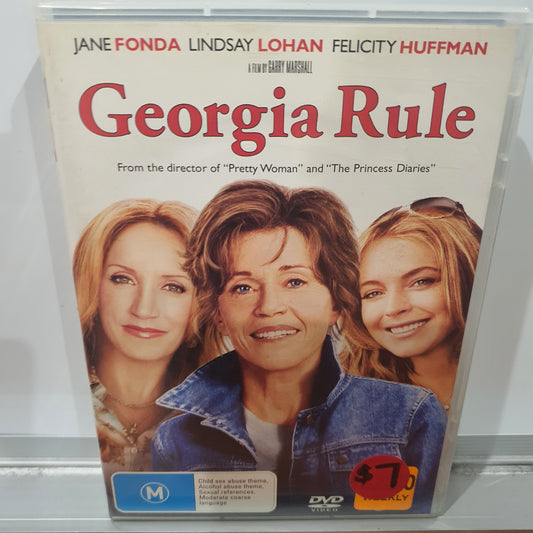 JANE FONDA LINDSAY LOHAN FELICITY HUFFMAN
A FILM BY GARRY MARSHALL
Georgia Rule
From the director of “Pretty Woman” and “The Princess Diaries”
M
Child sex abuse theme,
Alcohol abuse theme,
Sexual references,
Moderate coarse
language
DVD
VIDEO
$7
WEEKLY